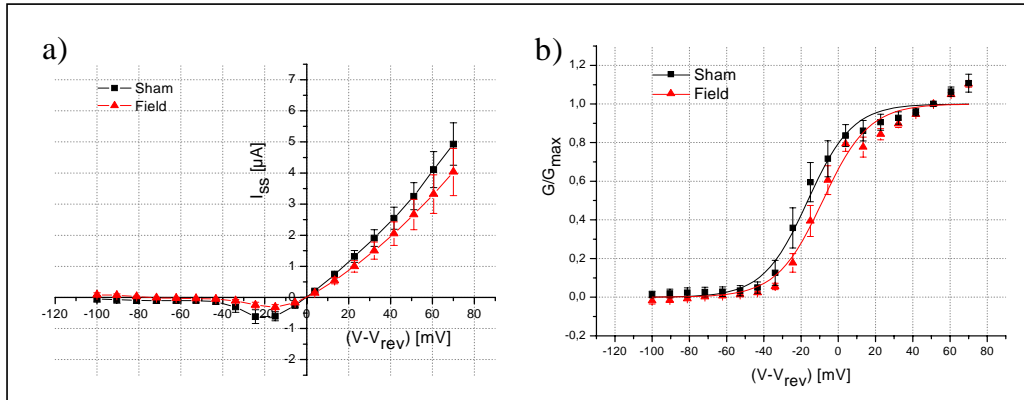 a)
Sham
Field
I_ss [µA]
7
6
5
4
3
2
1
0
-1
-2
-120 -100 -80 -60 -40 -20 0 20 40 60 80
(V-V_rev) [mV]
b)
Sham
Field
G/G_max
1,2
1,0
0,8
0,6
0,4
0,2
0,0
-0,2
-120 -100 -80 -60 -40 -20 0 20 40 60 80
(V-V_rev) [mV]